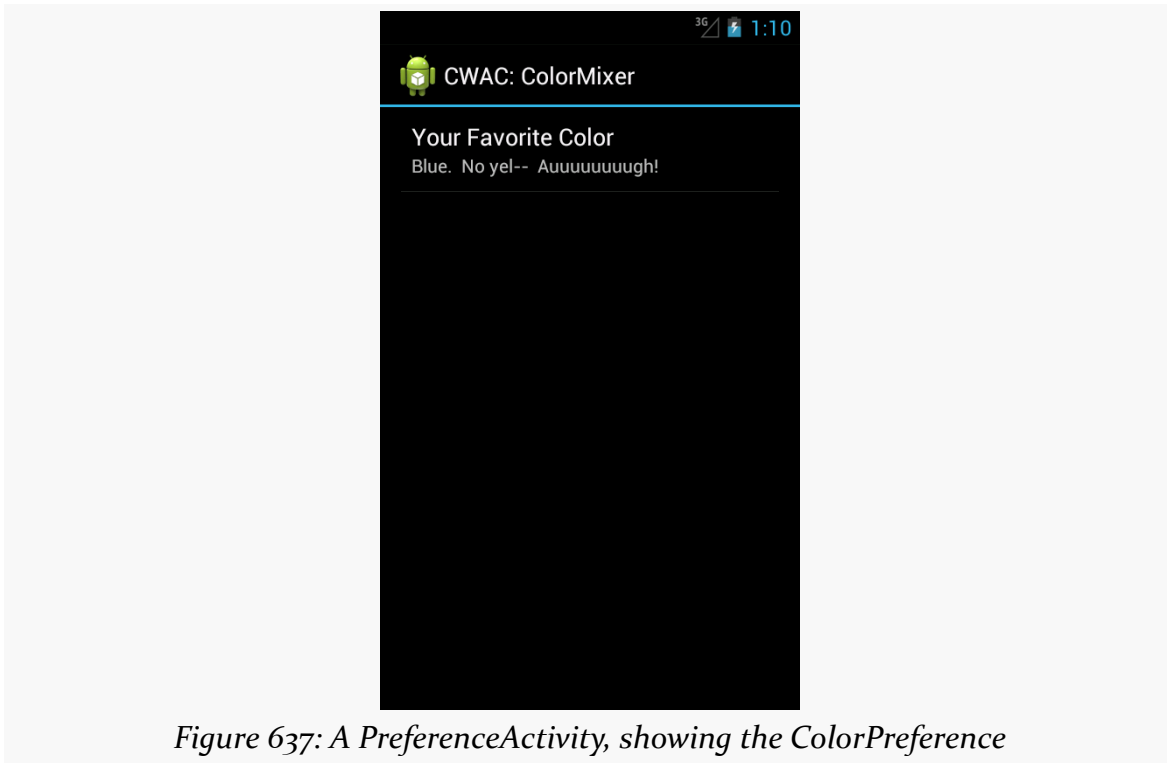 3G 1:10
CWAC: ColorMixer
Your Favorite Color
Blue.  No yel--  Auuuuuuuugh!
Figure 637: A PreferenceActivity, showing the ColorPreference